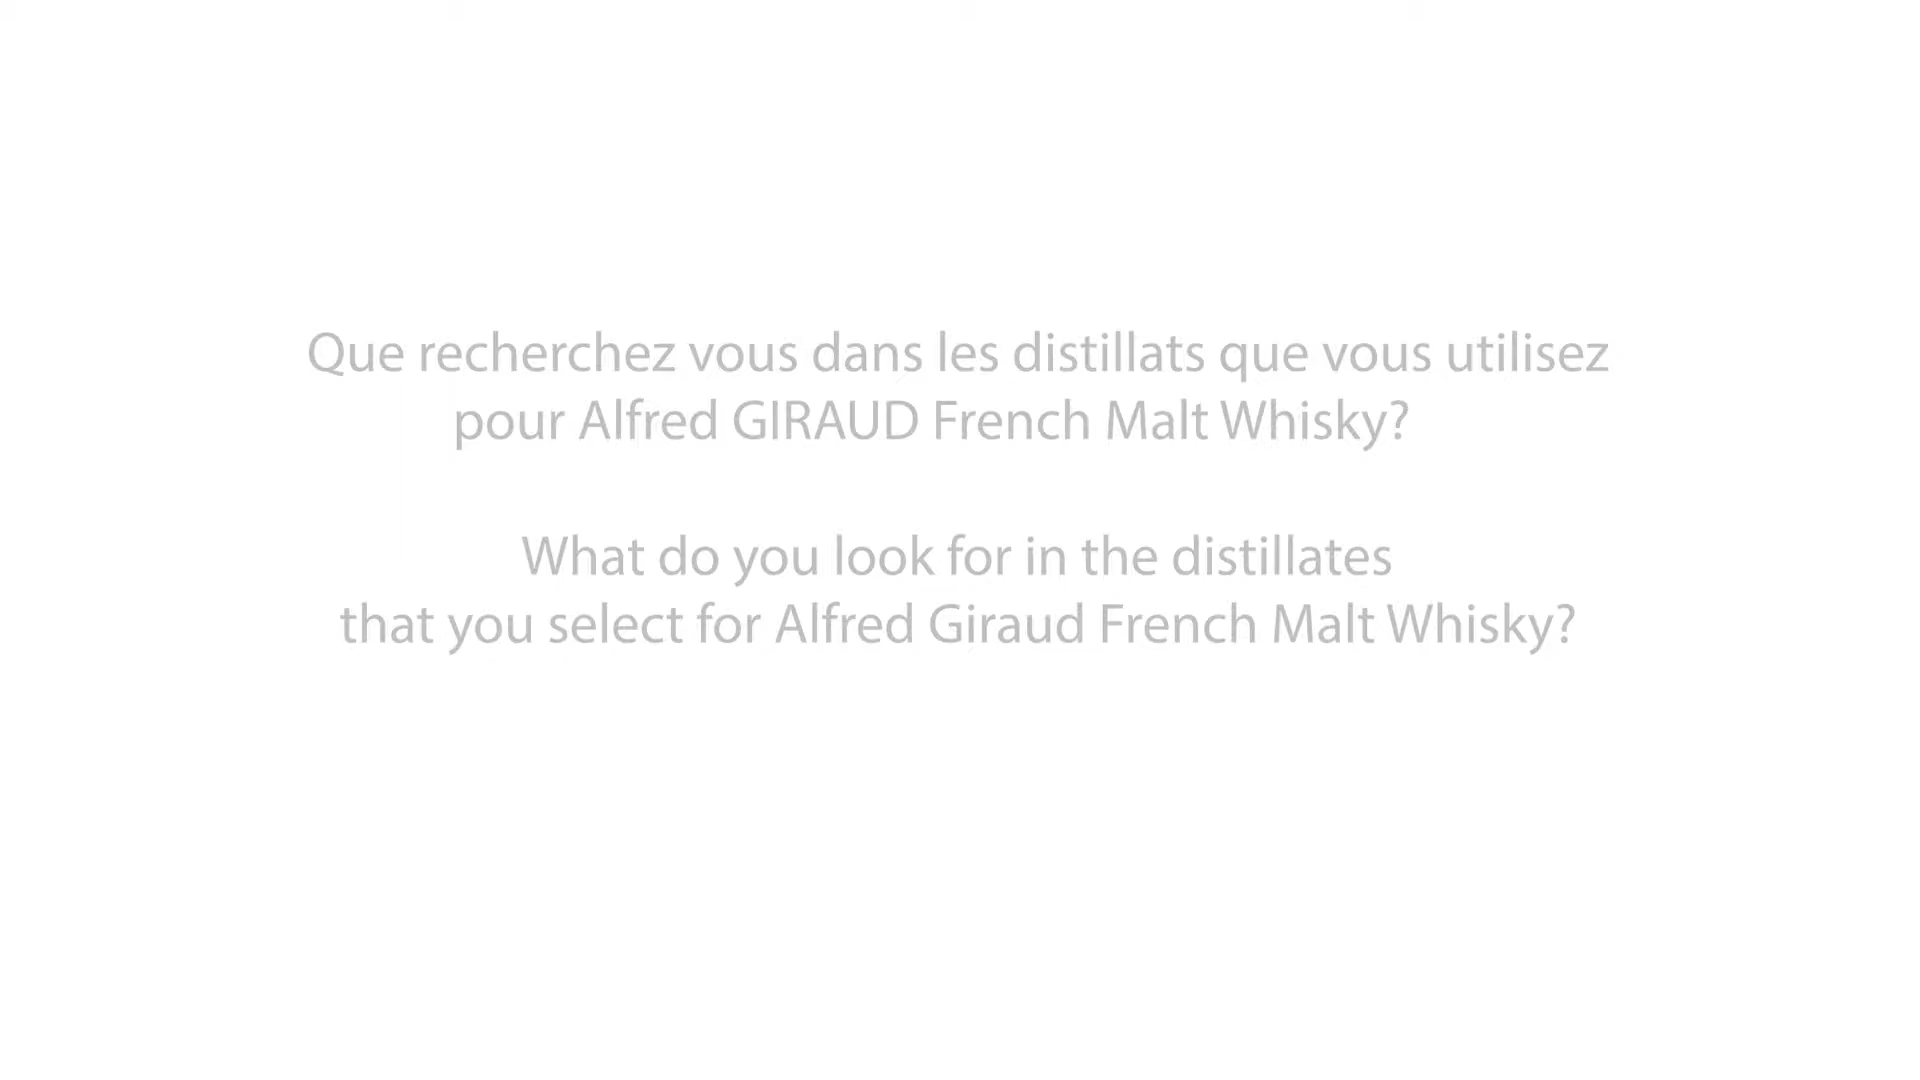 Que recherchez vous dans les distillats que vous utilisez
pour Alfred GIRAUD French Malt Whisky?
What do you look for in the distillates
that you select for Alfred Giraud French Malt Whisky?